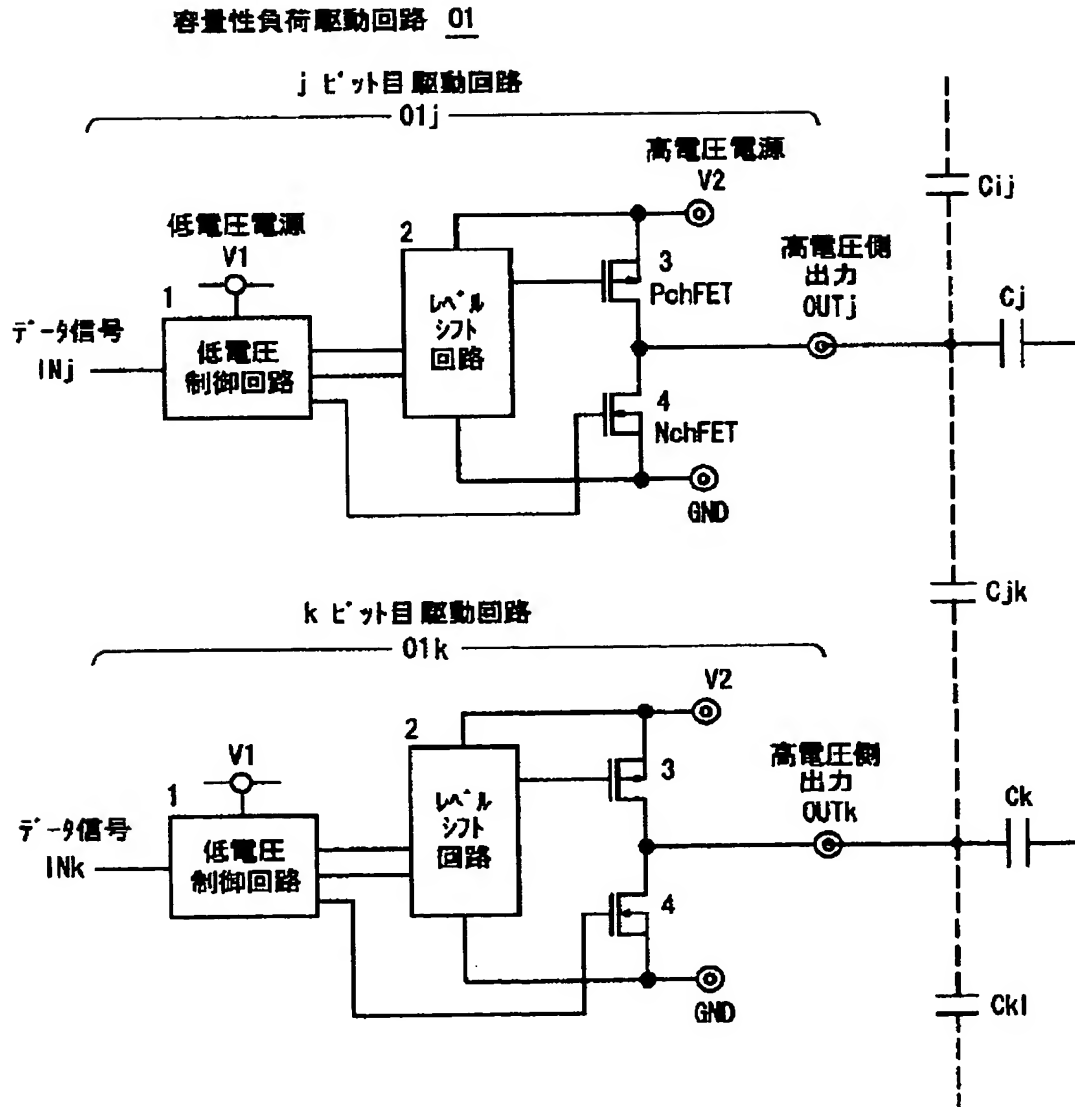 容量性負荷駆動回路 01
j ビット目駆動回路
01j
高電圧電源
V2
Cij
低電圧電源
V1
2
高電圧側
出力
OUTj
3
PchFET
Cj
1
データ信号
INj
低電圧
制御回路
レベル
シフト
回路
4
NchFET
GND
Cjk
k ビット目駆動回路
01k
V2
2
高電圧側
出力
OUTk
V1
3
Ck
1
データ信号
INk
低電圧
制御回路
レベル
シフト
回路
4
GND
Ckl